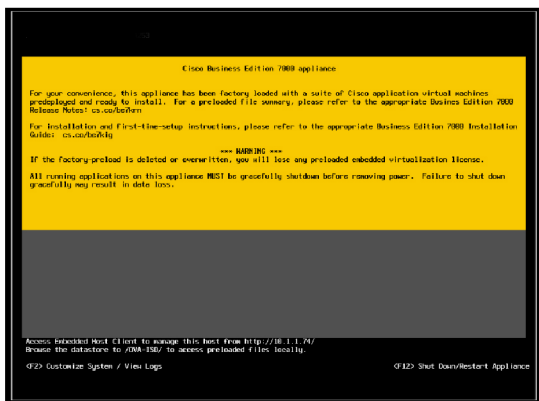 Cisco Business Edition 7000 appliance
For your convenience, this appliance has been factory loaded with a suite of Cisco application virtual machines
predeployed and ready to install. For a preloaded file summary, please refer to the appropriate Busines Edition 7000
Release Notes: cs.co/be7krn
For installation and first-time-setup instructions, please refer to the appropriate Business Edition 7000 Installation
Guide: cs.co/be7kig
*** WARNING ***
If the factory-preload is deleted or overwritten, you will lose any preloaded embedded virtualization license.
All running applications on this appliance MUST be gracefully shutdown before removing power. Failure to shut down
gracefully may result in data loss.
Access Embedded Host Client to manage this host from http://10.1.1.74/
Browse the datastore to /OVA-ISO/ to access preloaded files locally.
<F2> Customize System / View Logs
<F12> Shut Down/Restart Appliance